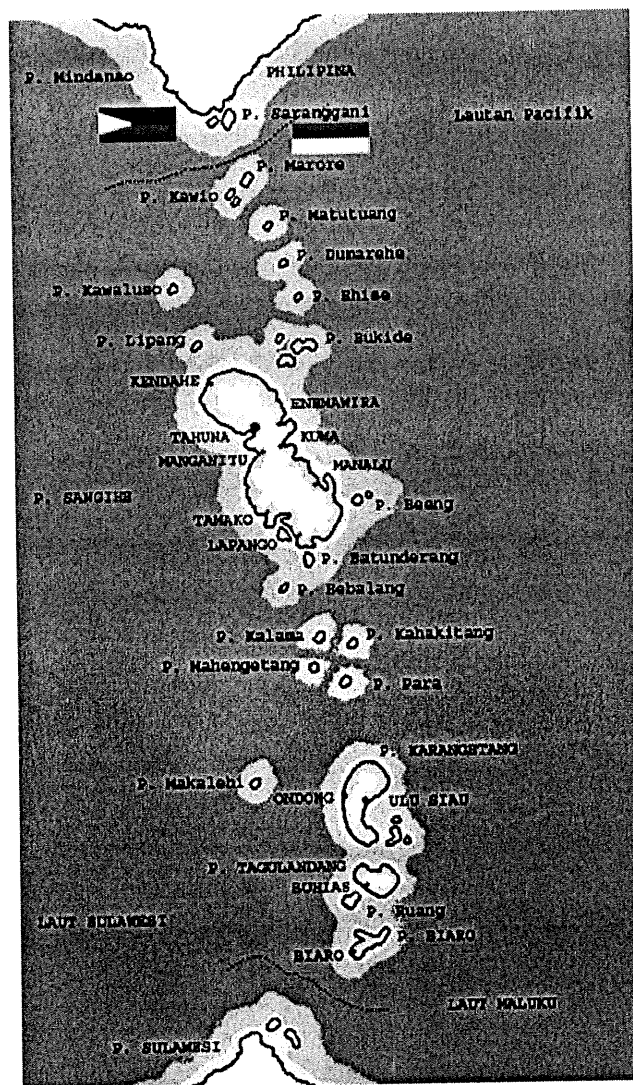 PHILIPINA
P. Mindanao
P. Saranggani
Lautan Pacifik
P. Marore
P. Kawio
P. Matutuang
P. Dumarehe
P. Kawaluso
P. Ehise
P. Lipang
P. Bukide
KENDAHE
ENEMAWIRA
TAHUNA
KUMA
MANGANITU
MANALU
P. SANGIHE
P. Beeng
TAMAKO
LAPANGO
P. Batunderang
P. Bebalang
P. Kalama
P. Kahakitang
P. Mahengetang
P. Para
P. KARANGETANG
P. Makalehi
ONDONG
ULU SIAU
P. TAGULANDANG
BUHIAS
P. Ruang
LAUT SULAWESI
P. BIARO
BIARO
LAUT MALUKU
P. SULAWESI